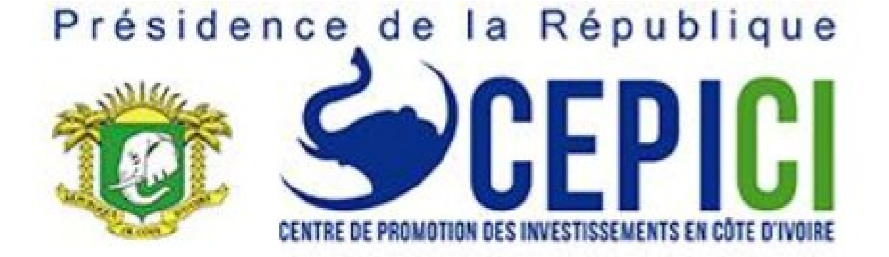 Présidence de la République
CEPICI
CENTRE DE PROMOTION DES INVESTISSEMENTS EN CÔTE D'IVOIRE